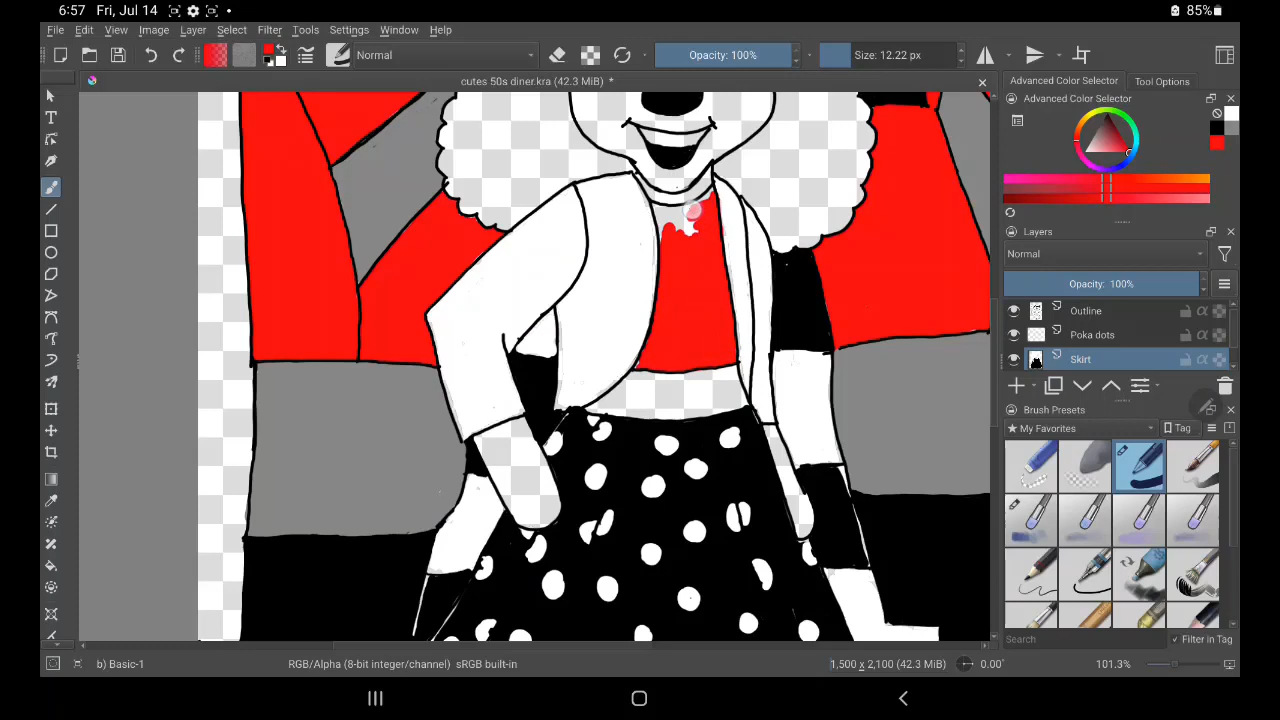 6:57 Fri, Jul 14 85%
File Edit View Image Layer Select Filter Tools Settings Window Help
Normal Opacity: 100% Size: 12.22 px
cutes 50s diner.kra (42.3 MiB) *
Advanced Color Selector Tool Options
Advanced Color Selector
Layers
Normal
Opacity: 100%
Outline
Poka dots
Skirt
Brush Presets
★ My Favorites Tag
Search Filter in Tag
b) Basic-1 RGB/Alpha (8-bit integer/channel) sRGB built-in 1,500 x 2,100 (42.3 MiB) 0.00° 101.3%